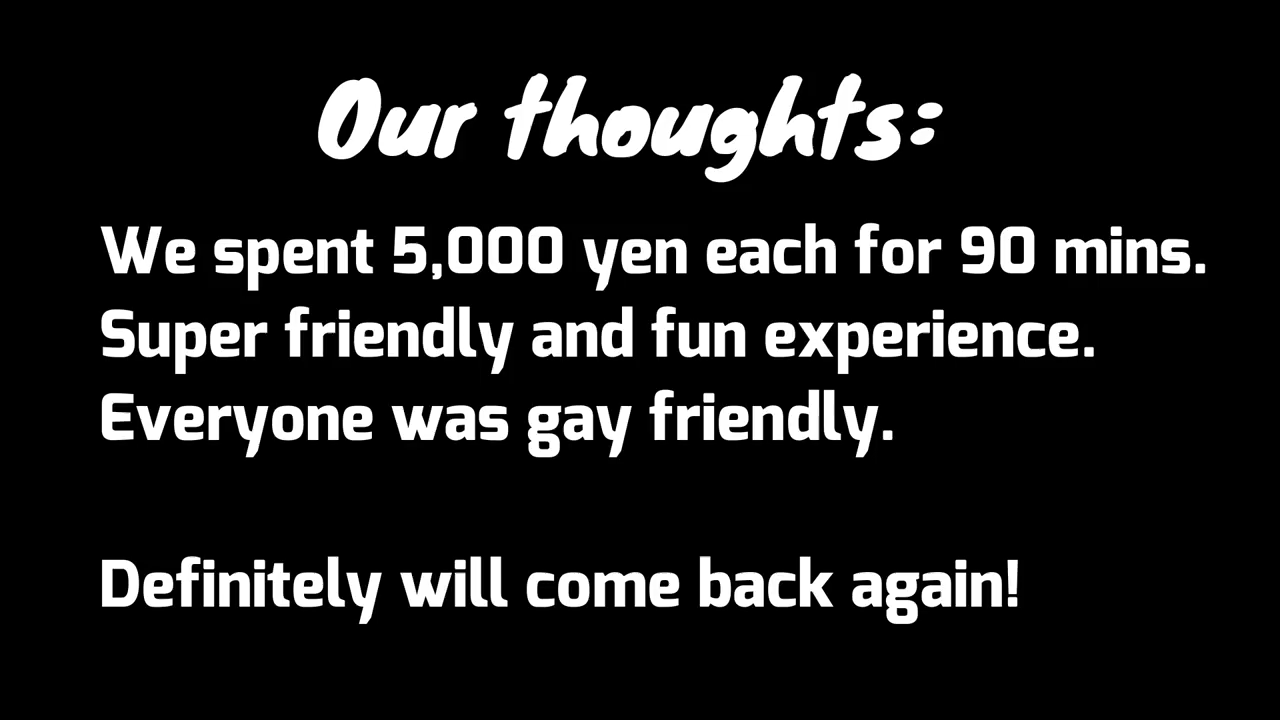 Our thoughts:
We spent 5,000 yen each for 90 mins.
Super friendly and fun experience.
Everyone was gay friendly.
Definitely will come back again!